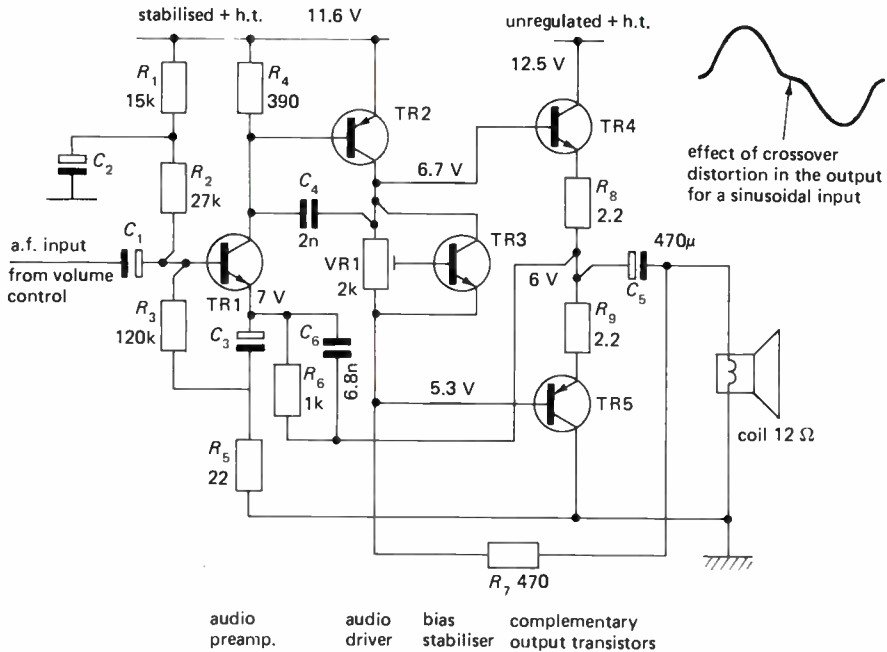 stabilised + h.t.
11.6 V
unregulated + h.t.
12.5 V
R1
15k
R4
390
TR2
TR4
effect of crossover
distortion in the output
for a sinusoidal input
C2
R2
27k
6.7 V
R8
2.2
C4
2n
a.f. input
from volume
control
C1
TR1
7 V
VR1
2k
TR3
6 V
470μ
C5
R3
120k
C3
C6
6.8n
R6
1k
R9
2.2
5.3 V
TR5
coil 12 Ω
R5
22
R7 470
audio
preamp.
audio
driver
bias
stabiliser
complementary
output transistors